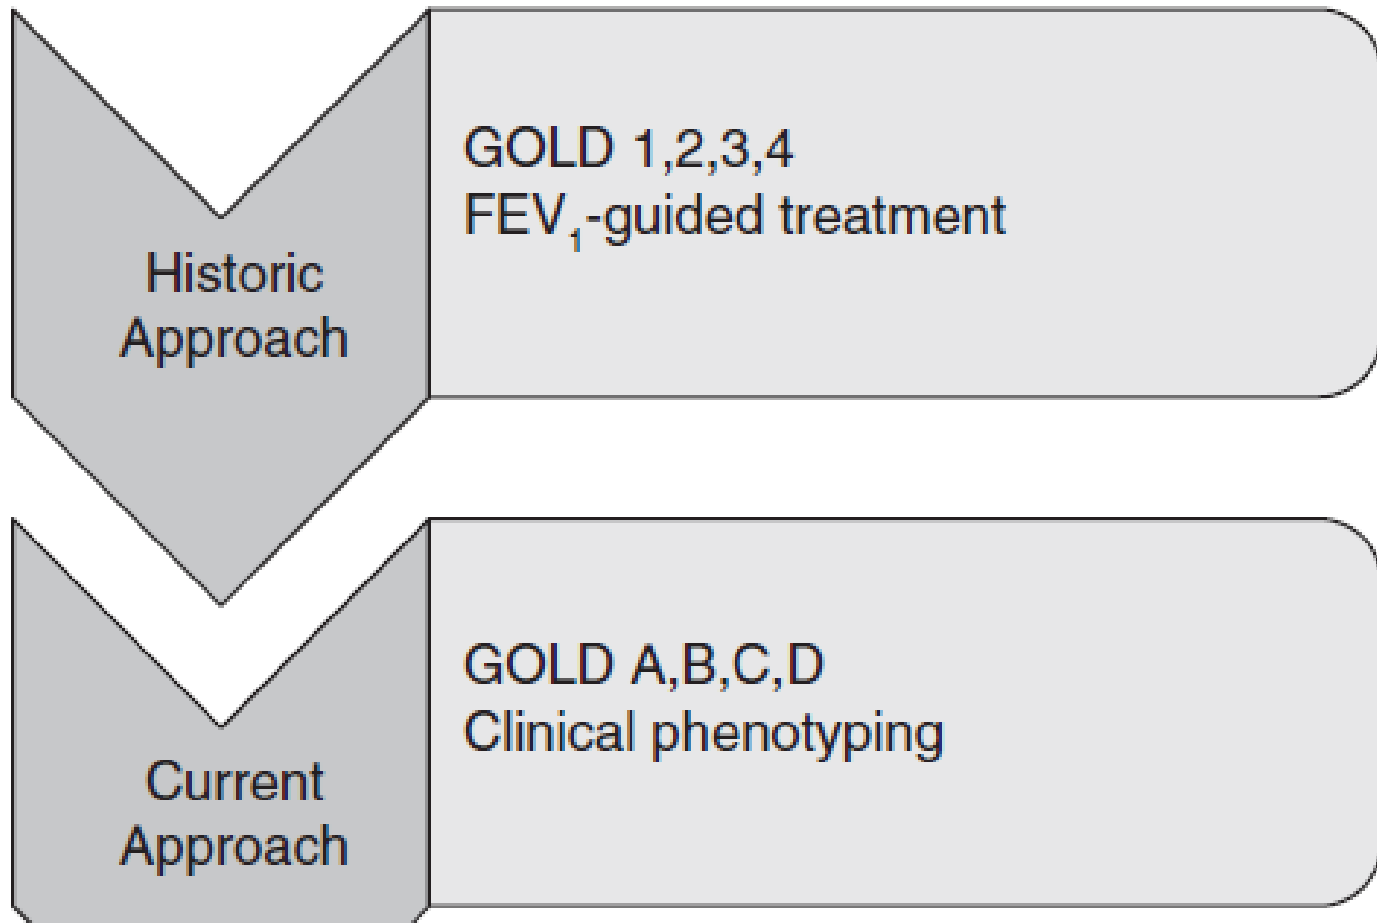 GOLD 1,2,3,4
FEV₁-guided treatment
Historic
Approach
GOLD A,B,C,D
Clinical phenotyping
Current
Approach